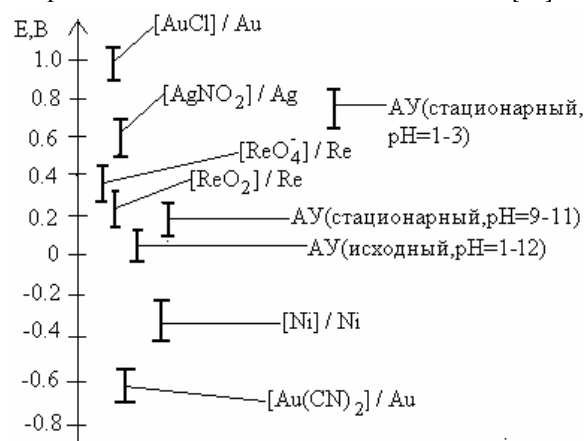 E,B
[AuCl] / Au
1.0
[AgNO₂] / Ag
0.8
АУ(стационарный,
pH=1-3)
0.6
[ReO₄⁻] / Re
0.4
[ReO₂] / Re
0.2
АУ(стационарный,pH=9-11)
АУ(исходный,pH=1-12)
0
-0.2
[Ni] / Ni
-0.4
-0.6
[Au(CN)₂] / Au
-0.8